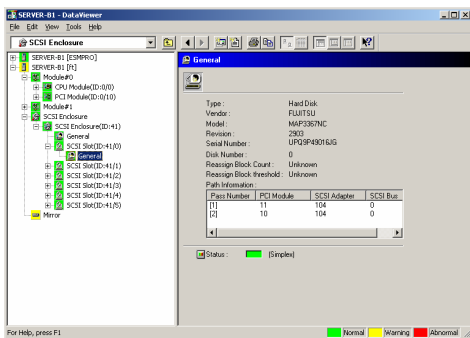 SERVER-B1 - DataViewer
File Edit View Tools Help
SCSI Enclosure
SERVER-B1 [ESMPRO]
SERVER-B1 [ft]
Module#0
CPU Module(ID:0/0)
PCI Module(ID:0/10)
Module#1
SCSI Enclosure
SCSI Enclosure(ID:41)
General
SCSI Slot(ID:41/0)
General
SCSI Slot(ID:41/1)
SCSI Slot(ID:41/2)
SCSI Slot(ID:41/3)
SCSI Slot(ID:41/4)
SCSI Slot(ID:41/5)
Mirror
General
Type : Hard Disk
Vendor : FUJITSU
Model : MAP3367NC
Revision : 2903
Serial Number : UPQ9P49016JG
Disk Number : 0
Reassign Block Count : Unknown
Reassign Block threshold : Unknown
Path Information :
Pass Number PCI Module SCSI Adapter SCSI Bus
[1] 11 104 0
[2] 10 104 0
Status : (Simplex)
For Help, press F1 Normal Warning Abnormal